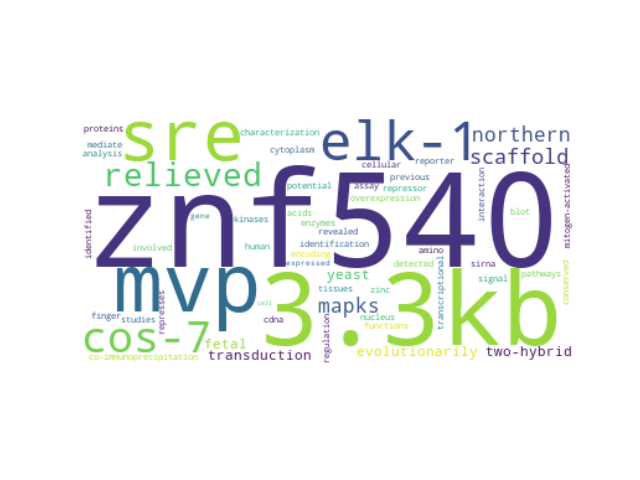 proteins
sre
characterization
elk-1
northern
mediate
analysis
cytoplasm
cellular
reporter
scaffold
relieved
potential
assay
previous
repressor
overexpression
interaction
mitogen-activated
znf540
identified
gene
kinases
acids
enzymes
revealed
involved
human
identification
encoding
expressed
amino
detected
blot
sirna
transcriptional
signal
pathways
conserved
mvp
3.3kb
yeast
tissues
zinc
cell
mapks
nucleus
functions
finger
studies
represses
cdna
regulation
cos-7
fetal
co-immunoprecipitation
transduction
evolutionarily
two-hybrid